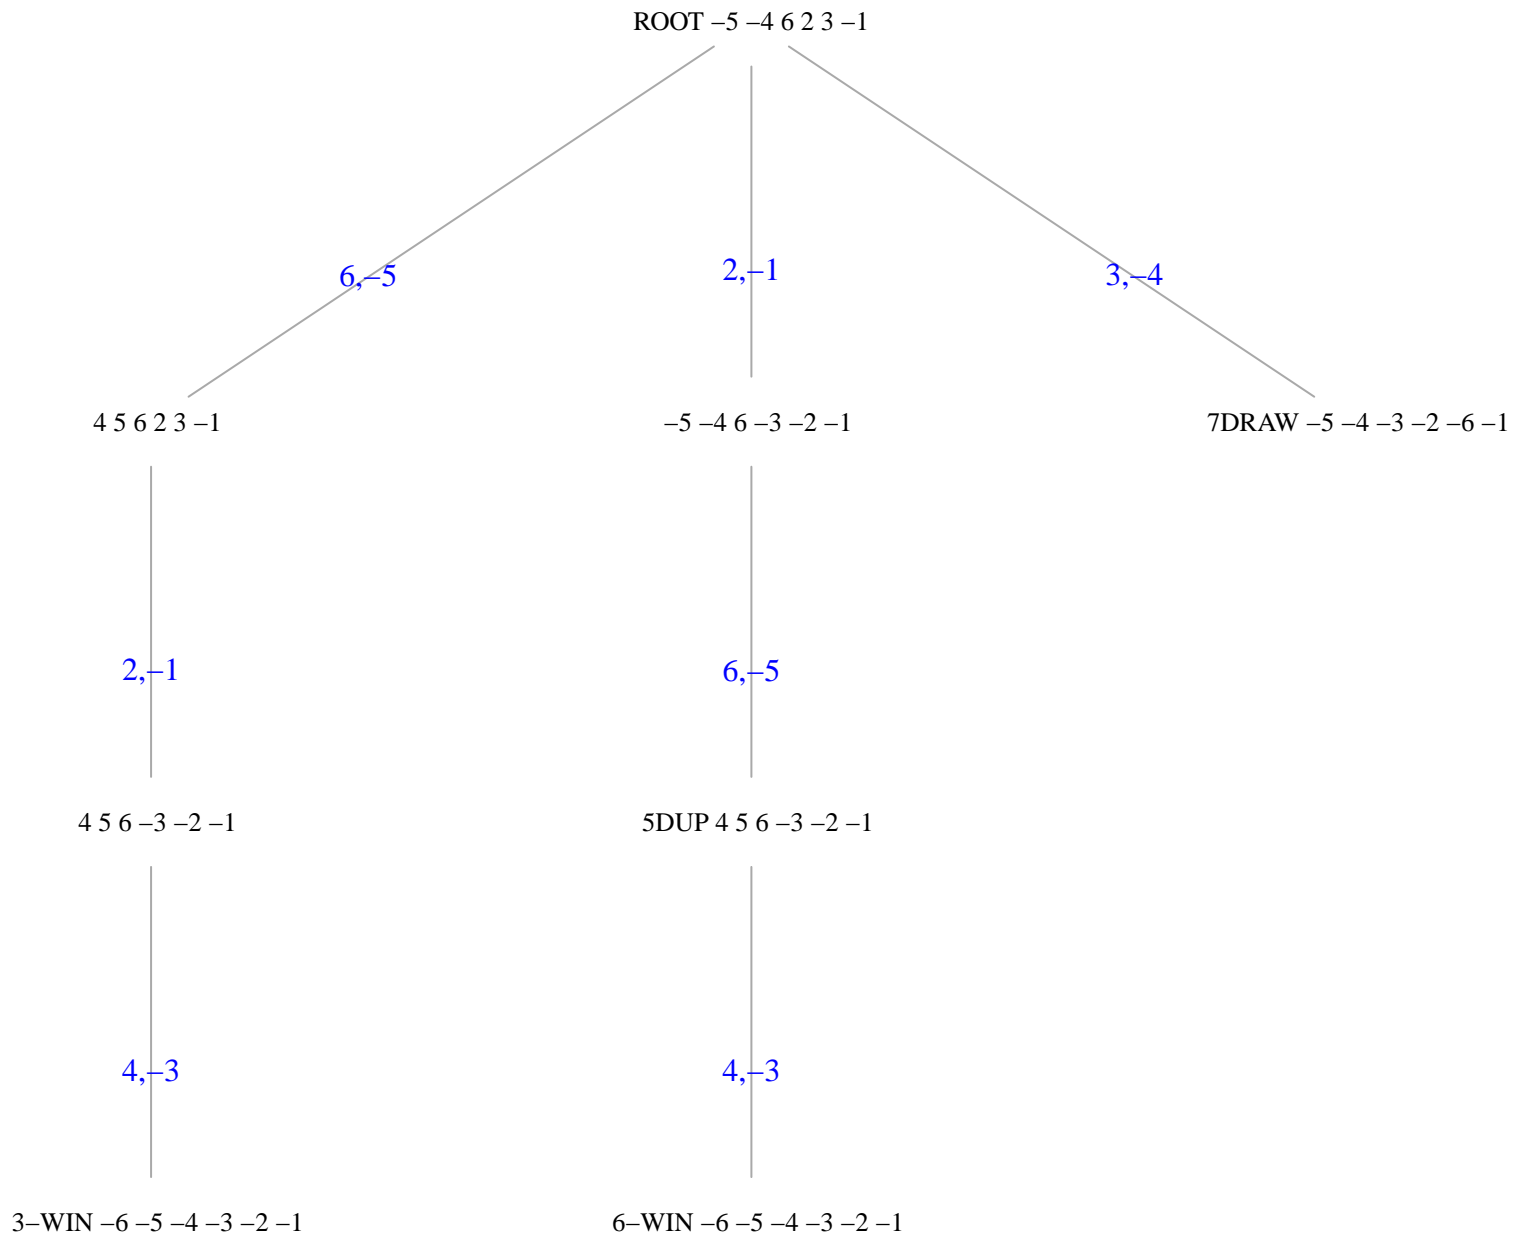 ROOT –5 –4 6 2 3 –1
6,–5
2,–1
3,–4
4 5 6 2 3 –1
–5 –4 6 –3 –2 –1
7DRAW –5 –4 –3 –2 –6 –1
2,–1
6,–5
4 5 6 –3 –2 –1
5DUP 4 5 6 –3 –2 –1
4,–3
4,–3
3–WIN –6 –5 –4 –3 –2 –1
6–WIN –6 –5 –4 –3 –2 –1